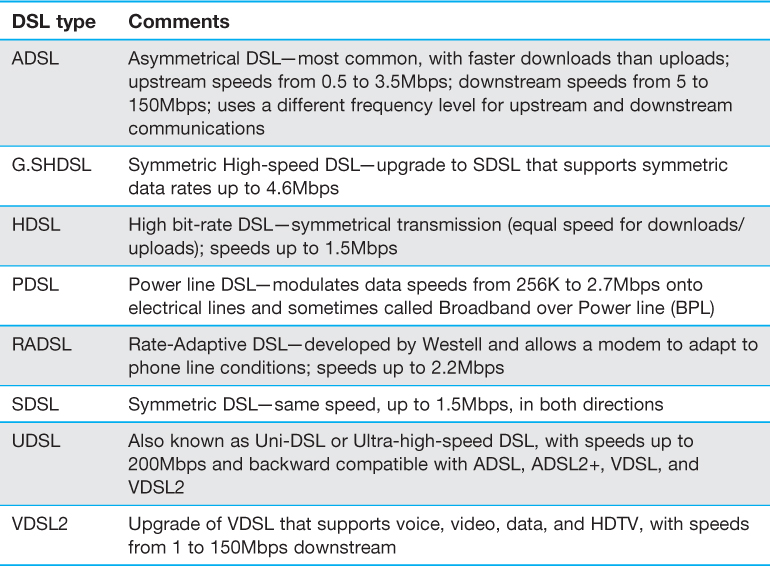 DSL type Comments
ADSL Asymmetrical DSL—most common, with faster downloads than uploads;
upstream speeds from 0.5 to 3.5Mbps; downstream speeds from 5 to
150Mbps; uses a different frequency level for upstream and downstream
communications
G.SHDSL Symmetric High-speed DSL—upgrade to SDSL that supports symmetric
data rates up to 4.6Mbps
HDSL High bit-rate DSL—symmetrical transmission (equal speed for downloads/
uploads); speeds up to 1.5Mbps
PDSL Power line DSL—modulates data speeds from 256K to 2.7Mbps onto
electrical lines and sometimes called Broadband over Power line (BPL)
RADSL Rate-Adaptive DSL—developed by Westell and allows a modem to adapt to
phone line conditions; speeds up to 2.2Mbps
SDSL Symmetric DSL—same speed, up to 1.5Mbps, in both directions
UDSL Also known as Uni-DSL or Ultra-high-speed DSL, with speeds up to
200Mbps and backward compatible with ADSL, ADSL2+, VDSL, and
VDSL2
VDSL2 Upgrade of VDSL that supports voice, video, data, and HDTV, with speeds
from 1 to 150Mbps downstream